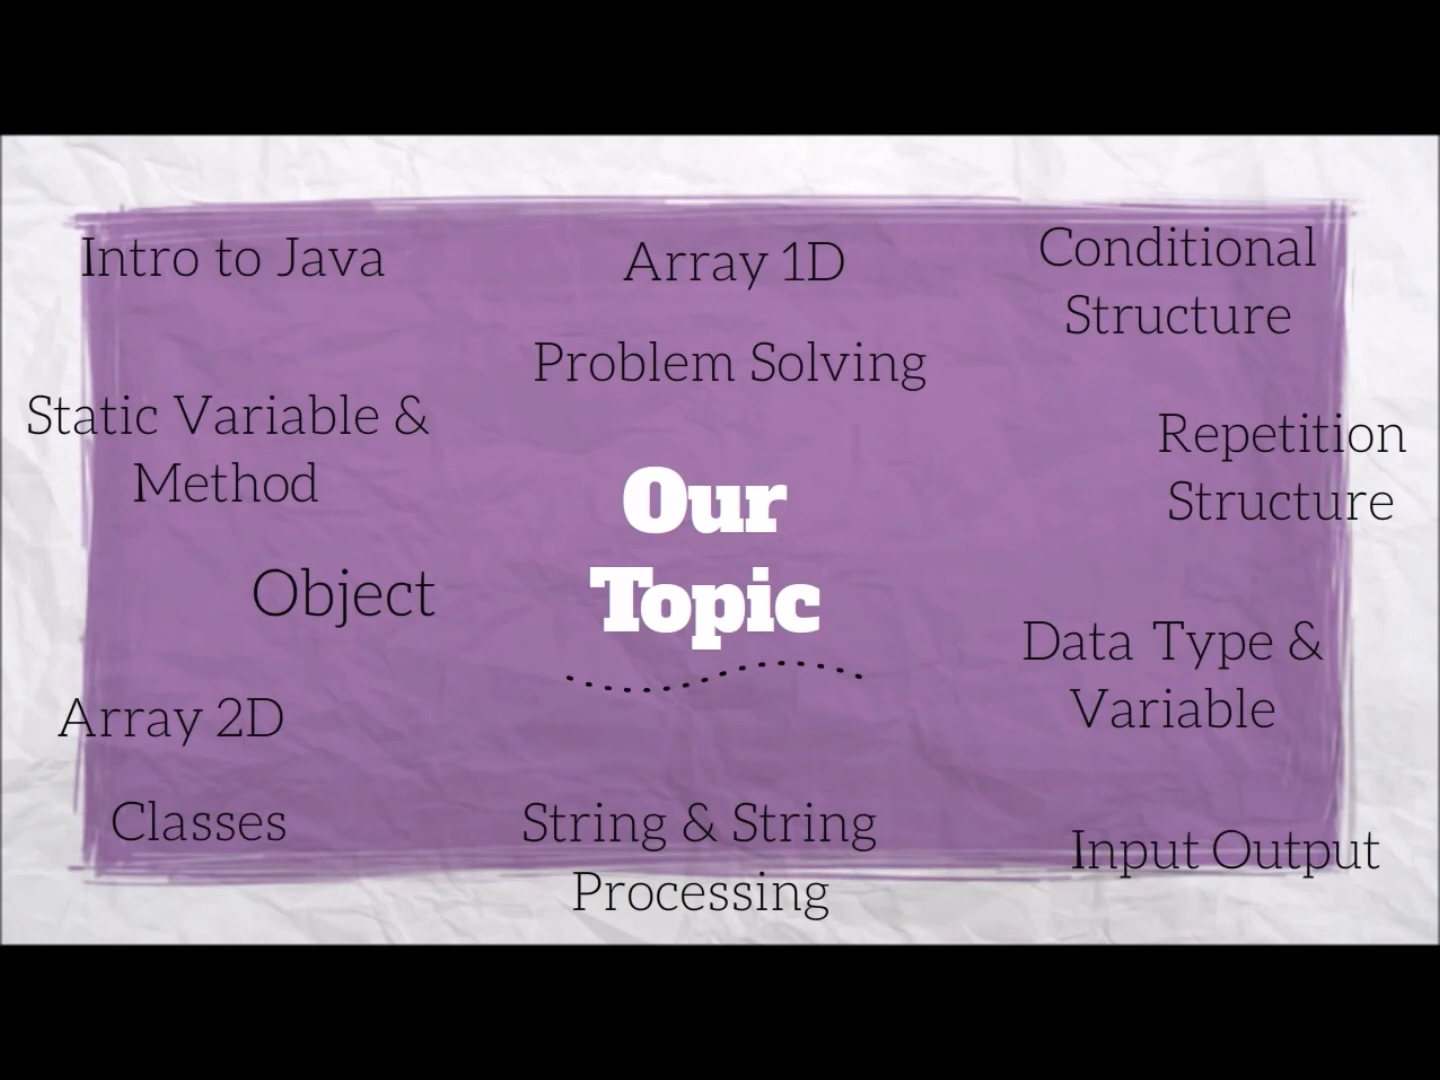 Intro to Java
Array 1D
Conditional
Structure
Problem Solving
Static Variable &
Method
Repetition
Structure
Our
Topic
Object
Data Type &
Variable
Array 2D
Classes
String & String
Processing
Input Output